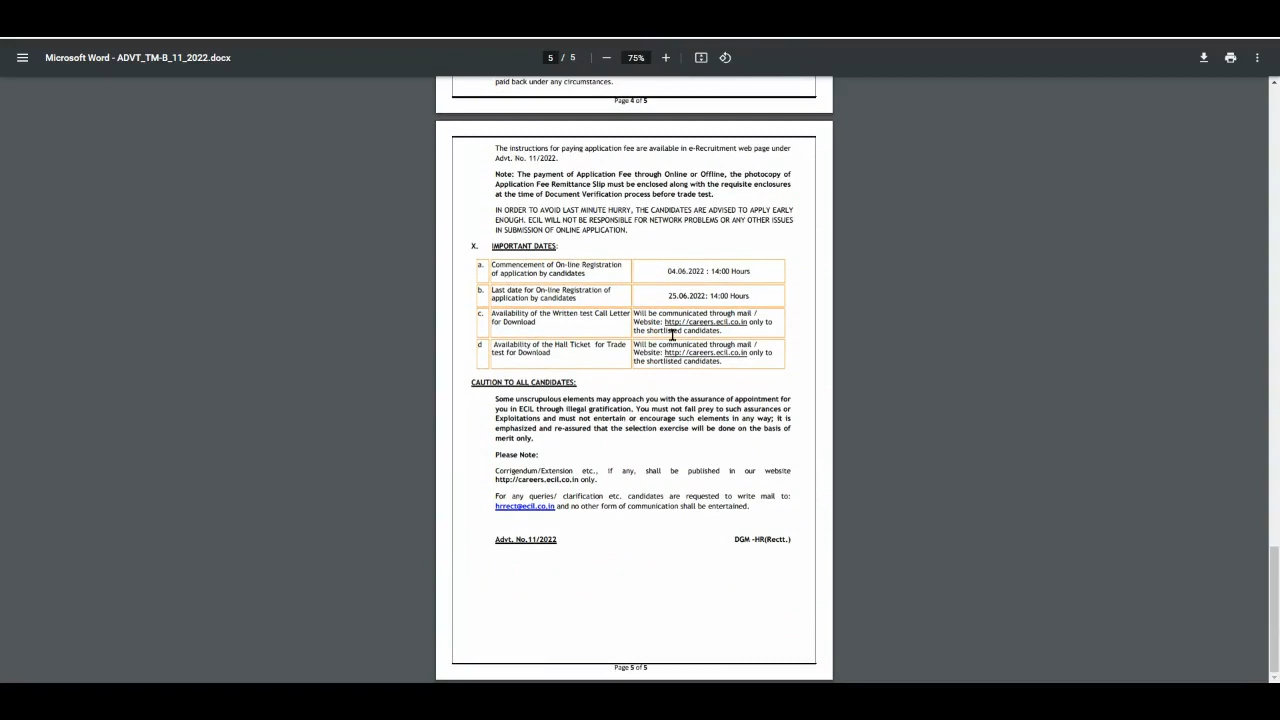 Microsoft Word - ADVT_TM-B_11_2022.docx
5 / 5
75%
paid back under any circumstances.
Page 4 of 5
The instructions for paying application fee are available in e-Recruitment web page under
Advt. No. 11/2022.
Note: The payment of Application Fee through Online or Offline, the photocopy of
Application Fee Remittance Slip must be enclosed along with the requisite enclosures
at the time of Document Verification process before trade test.
IN ORDER TO AVOID LAST MINUTE HURRY, THE CANDIDATES ARE ADVISED TO APPLY EARLY
ENOUGH. ECIL WILL NOT BE RESPONSIBLE FOR NETWORK PROBLEMS OR ANY OTHER ISSUES
IN SUBMISSION OF ONLINE APPLICATION.
X. IMPORTANT DATES:
a. Commencement of On-line Registration
of application by candidates
04.06.2022 : 14:00 Hours
b. Last date for On-line Registration of
application by candidates
25.06.2022: 14:00 Hours
c. Availability of the Written test Call Letter
for Download
Will be communicated through mail /
Website: http://careers.ecil.co.in only to
the shortlisted candidates.
d Availability of the Hall Ticket for Trade
test for Download
Will be communicated through mail /
Website: http://careers.ecil.co.in only to
the shortlisted candidates.
CAUTION TO ALL CANDIDATES:
Some unscrupulous elements may approach you with the assurance of appointment for
you in ECIL through illegal gratification. You must not fall prey to such assurances or
Exploitations and must not entertain or encourage such elements in any way; it is
emphasized and re-assured that the selection exercise will be done on the basis of
merit only.
Please Note:
Corrigendum/Extension etc., if any, shall be published in our website
http://careers.ecil.co.in only.
For any queries/ clarification etc. candidates are requested to write mail to:
hrrect@ecil.co.in and no other form of communication shall be entertained.
Advt. No.11/2022 DGM -HR(Rectt.)
Page 5 of 5